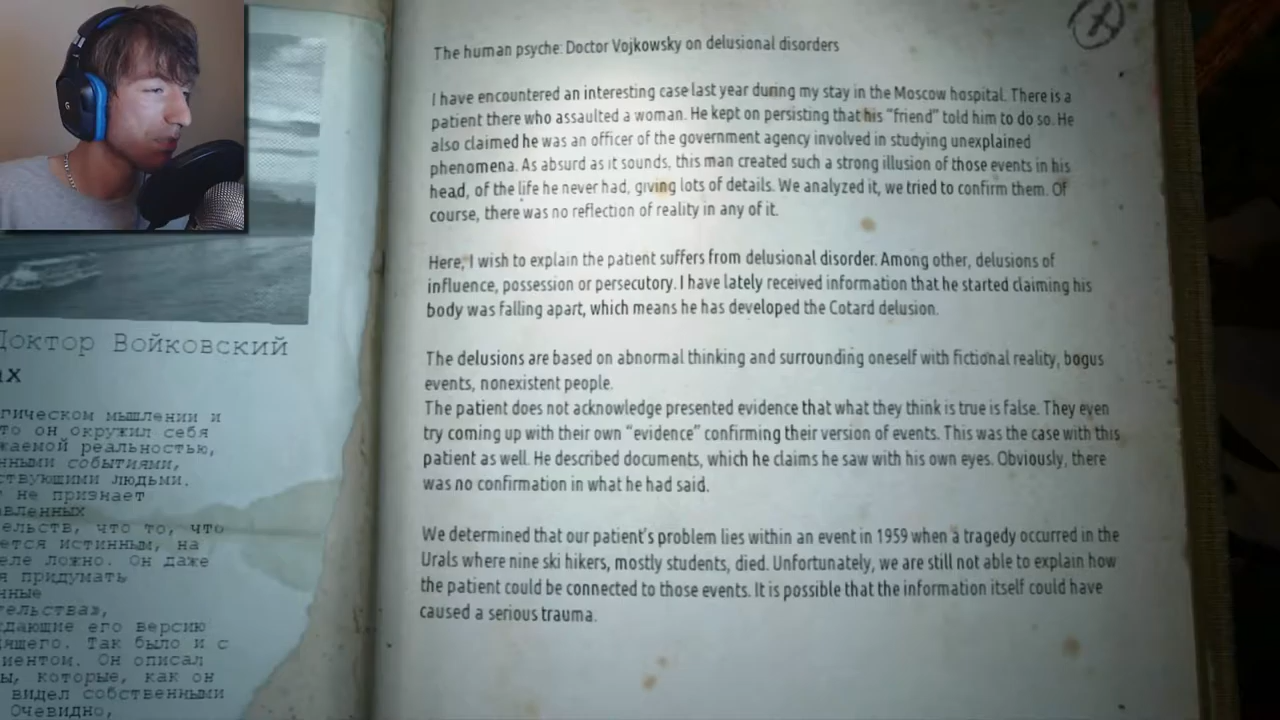 The human psyche: Doctor Vojkowsky on delusional disorders
I have encountered an interesting case last year during my stay in the Moscow hospital. There is a
patient there who assaulted a woman. He kept on persisting that his "friend" told him to do so. He
also claimed he was an officer of the government agency involved in studying unexplained
phenomena. As absurd as it sounds, this man created such a strong illusion of those events in his
head, of the life he never had, giving lots of details. We analyzed it, we tried to confirm them. Of
course, there was no reflection of reality in any of it.
Here, I wish to explain the patient suffers from delusional disorder. Among other, delusions of
influence, possession or persecutory. I have lately received information that he started claiming his
body was falling apart, which means he has developed the Cotard delusion.
The delusions are based on abnormal thinking and surrounding oneself with fictional reality, bogus
events, nonexistent people.
The patient does not acknowledge presented evidence that what they think is true is false. They even
try coming up with their own "evidence" confirming their version of events. This was the case with this
patient as well. He described documents, which he claims he saw with his own eyes. Obviously, there
was no confirmation in what he had said.
We determined that our patient's problem lies within an event in 1959 when a tragedy occurred in the
Urals where nine ski hikers, mostly students, died. Unfortunately, we are still not able to explain how
the patient could be connected to those events. It is possible that the information itself could have
caused a serious trauma.
Доктор Войковский
ах
гическом мышлении и
то он окружил себя
жаемой реальностью,
нными событиями,
ствующими людьми.
не признает
авленных
ельств, что то, что
ется истинным, на
еле ложно. Он даже
я придумать
нные
тельства»,
ждающие его версию
дящего. Так было и с
иентом. Он описал
ы, которые, как он
видел собственными
Очевидно,